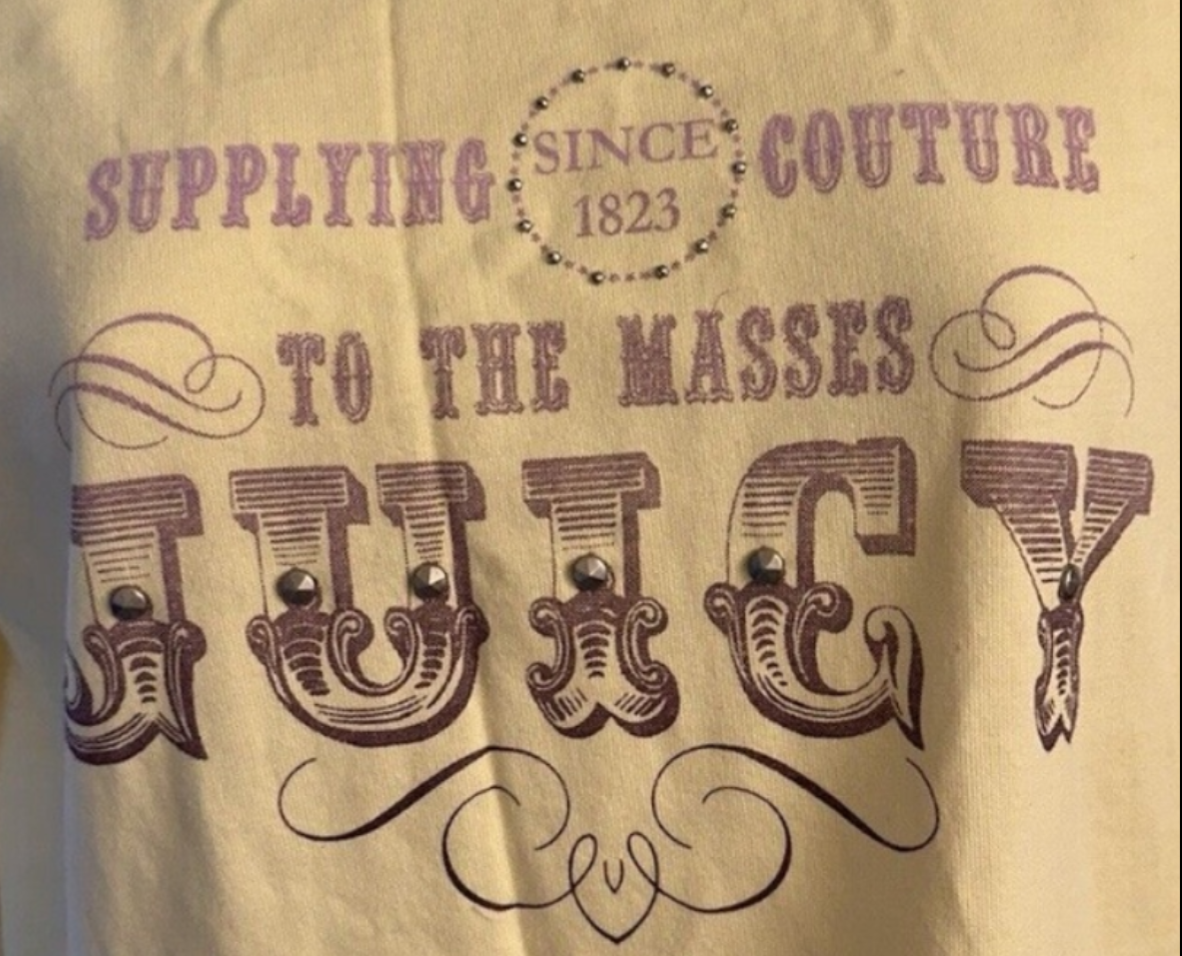 SUPPLYING SINCE 1823 COUTURE
TO THE MASSES
JUICY